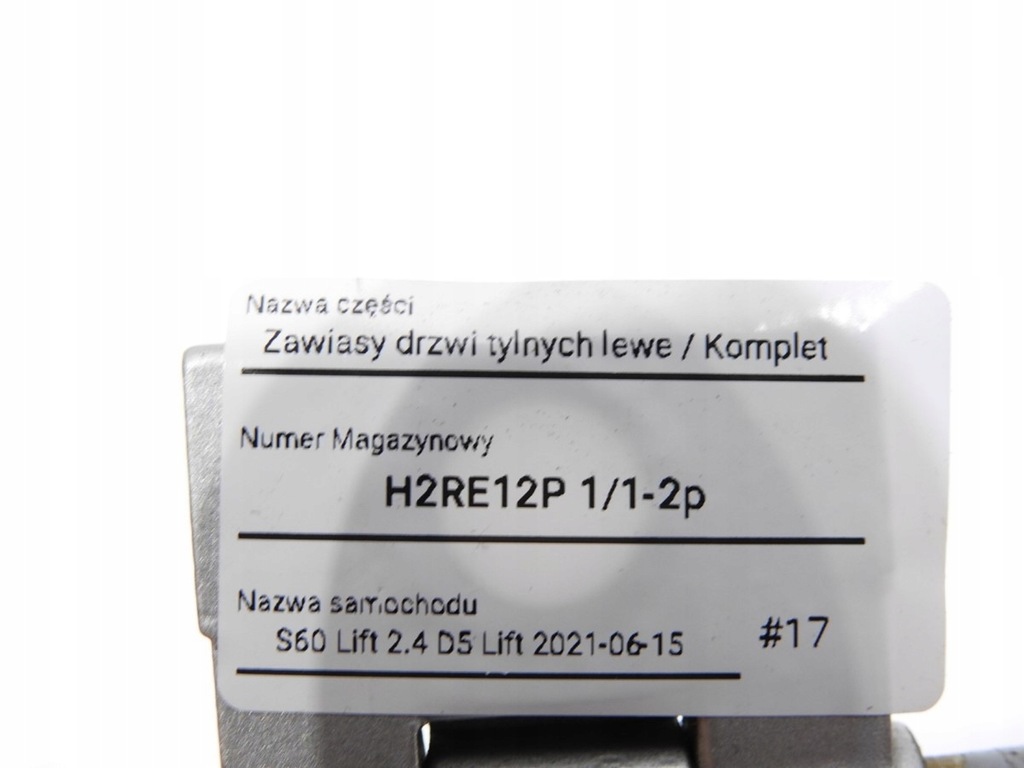 Nazwa części
Zawiasy drzwi tylnych lewe / Komplet
Numer Magazynowy
H2RE12P 1/1-2p
Nazwa samochodu
S60 Lift 2.4 D5 Lift 2021-06-15
#17